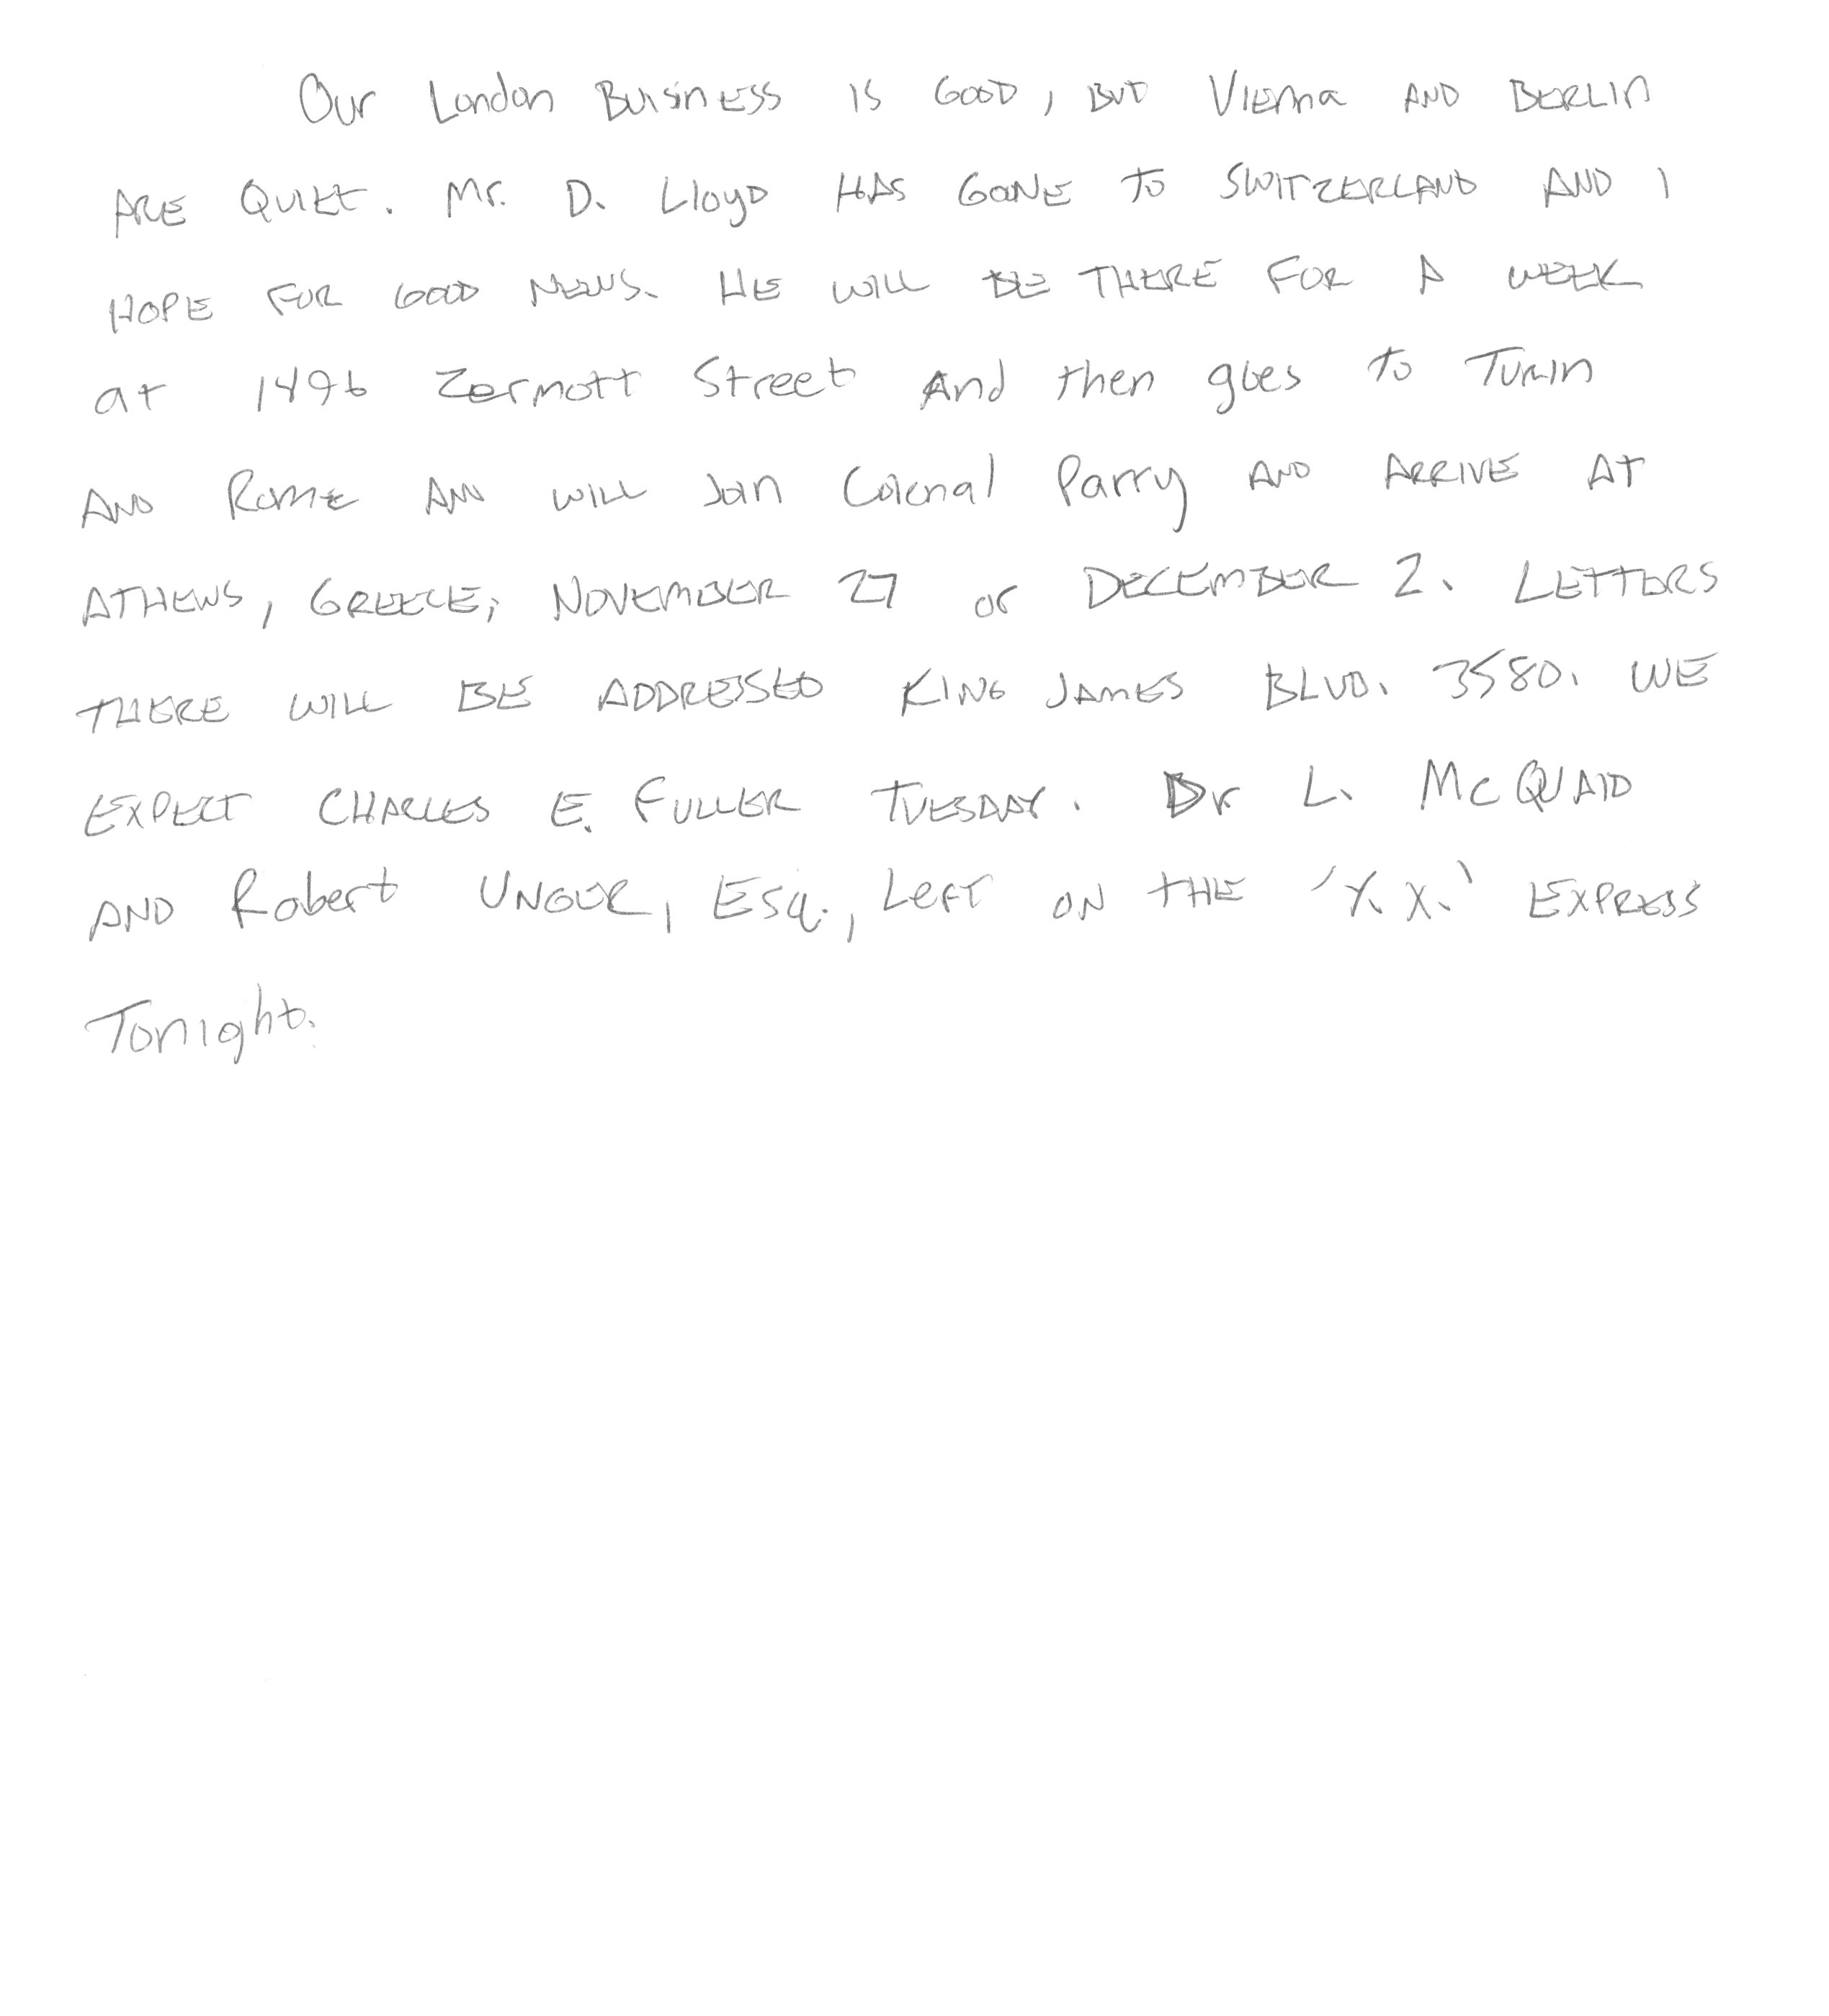 Our London Buisiness is GOOD, BUT VIENNA AND BERLIN
ARE QUIET. Mr. D. Lloyd HAS GONE TO SWITZERLAND AND I
HOPE FOR GOOD NEWS. HE WILL BE THERE FOR A WEEK
at 1496 Zermott Street And then goes to Turin
AND ROME AND WILL Join Colonal Parry AND ARRIVE AT
ATHENS, GREECE, NOVEMBER 27 or DECEMBER 2. LETTERS
THERE WILL BE ADDRESSED KING JAMES BLVD. 3580. WE
EXPECT CHARLES E. FULLER TUESDAY. Dr L. McQUAID
AND Robert UNGER, ESq., Left ON THE 'X.X.' EXPRESS
Tonight.